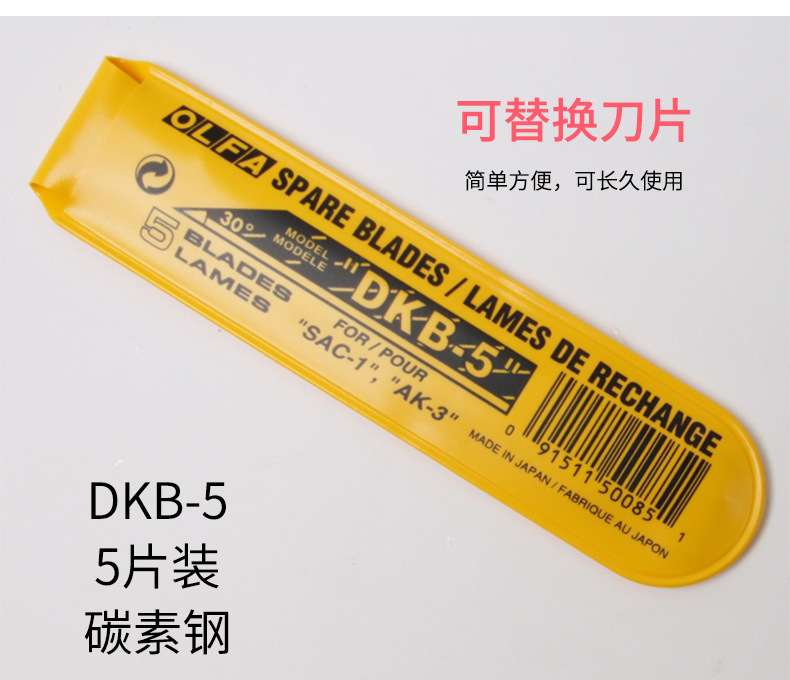 可替换刀片
简单方便，可长久使用
OLFA SPARE BLADES / LAMES DE RECHANGE
5 BLADES
LAMES
30°
MODEL
MODÈLE
"DKB-5"
FOR / POUR
"SAC-1", "AK-3"
0 91511 50085 1
MADE IN JAPAN / FABRIQUE AU JAPON
DKB-5
5片装
碳素钢